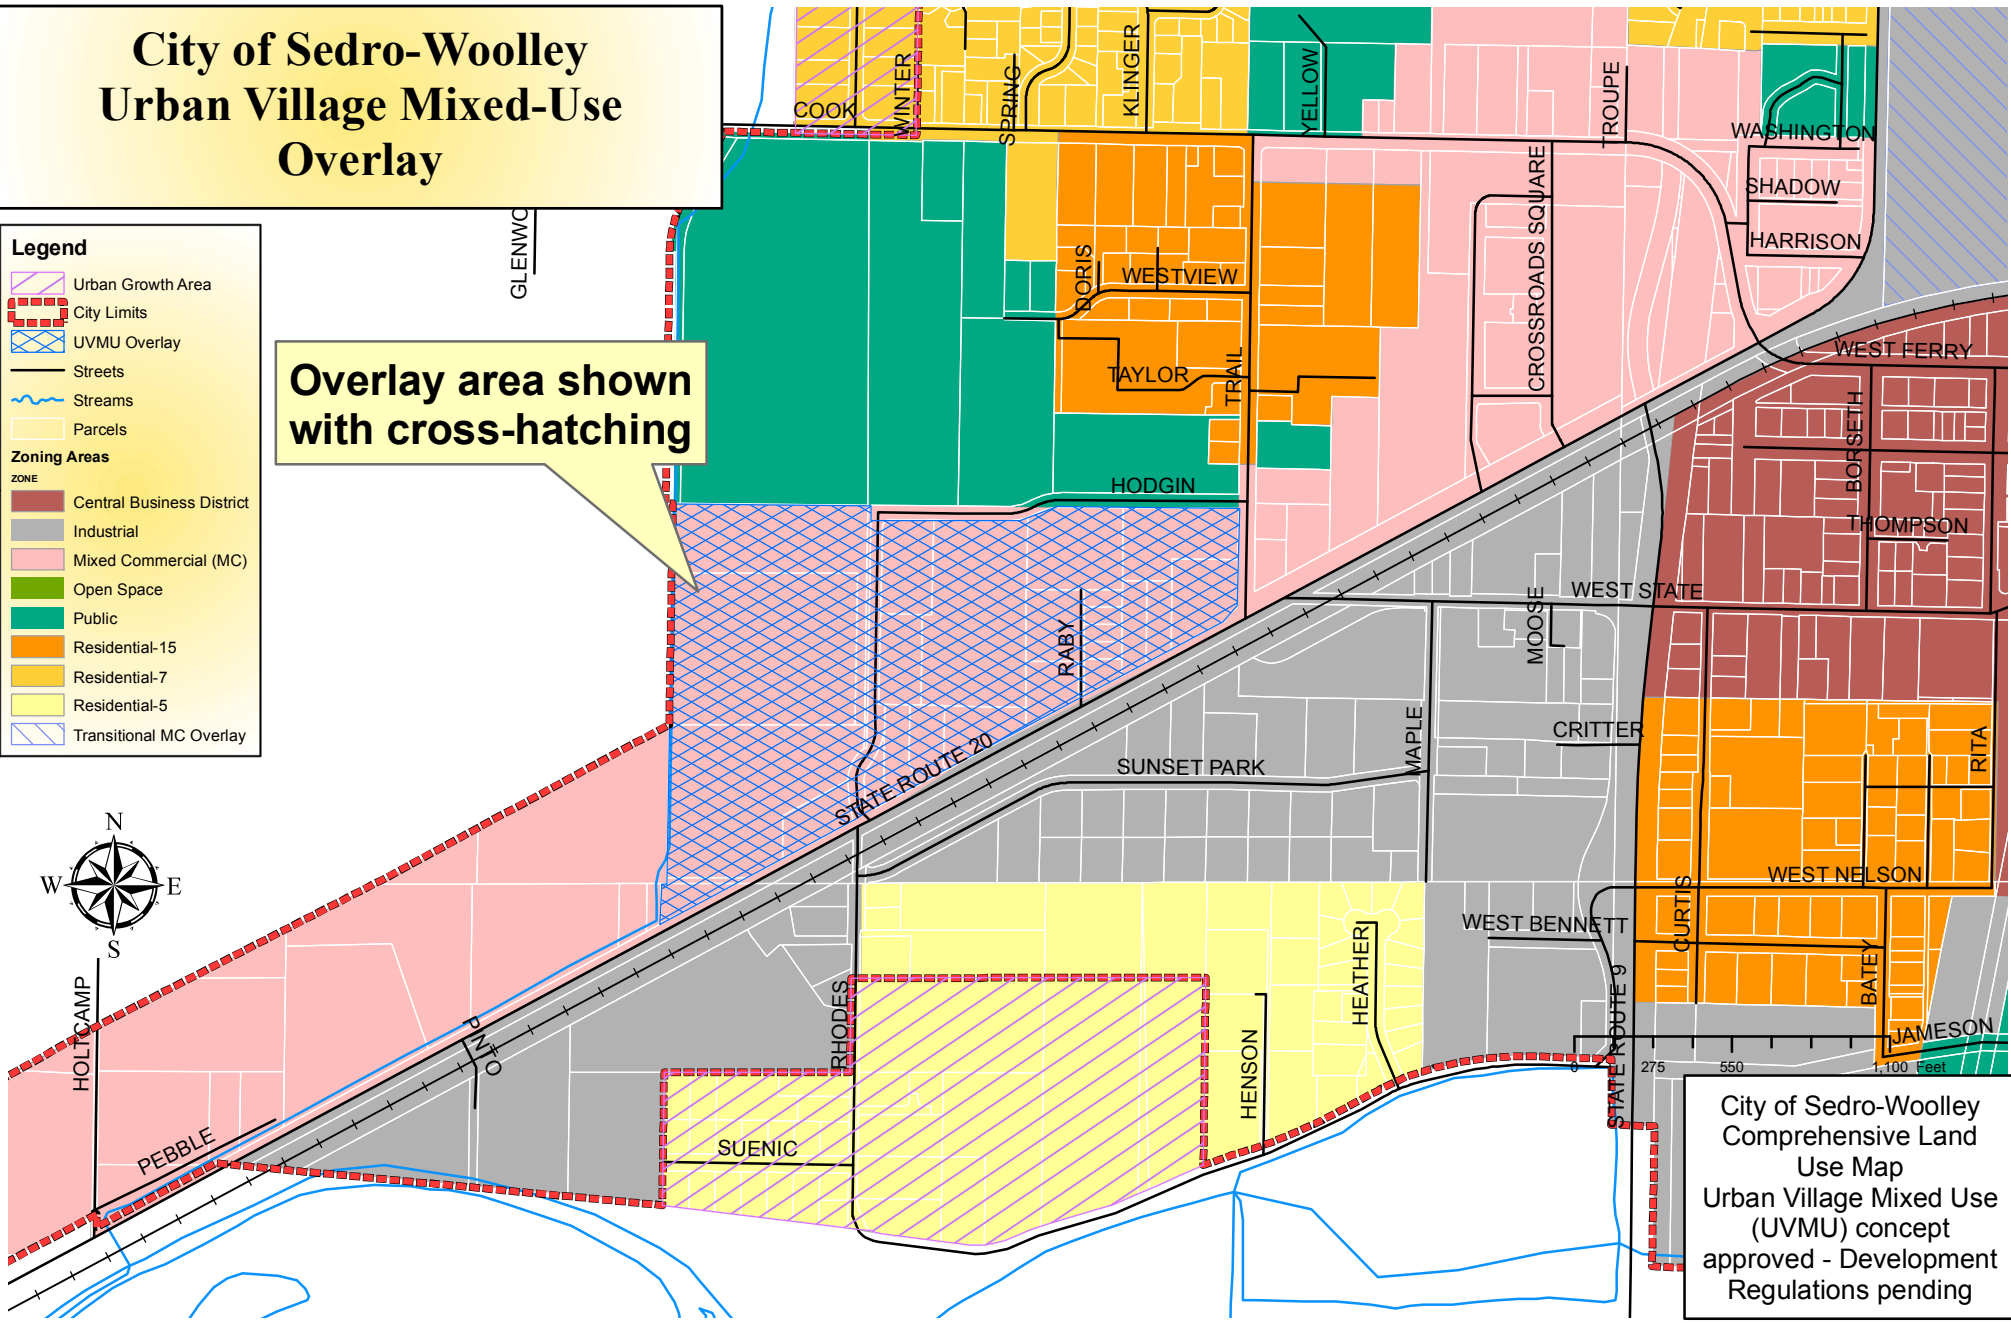 City of Sedro-Woolley
Urban Village Mixed-Use
Overlay
Legend
Urban Growth Area
City Limits
UVMU Overlay
Streets
Streams
Parcels
Zoning Areas
ZONE
Central Business District
Industrial
Mixed Commercial (MC)
Open Space
Public
Residential-15
Residential-7
Residential-5
Transitional MC Overlay
Overlay area shown
with cross-hatching
GLENWO
COOK
WINTER
SPRING
KLINGER
YELLOW
TROUPE
WASHINGTON
SHADOW
HARRISON
CROSSROADS SQUARE
DORIS
WESTVIEW
TAYLOR
TRAIL
WEST FERRY
BORSETH
HODGIN
THOMPSON
WEST STATE
MOOSE
RABY
MAPLE
CRITTER
RITA
STATE ROUTE 20
SUNSET PARK
WEST NELSON
CURTIS
WEST BENNETT
BATEY
HEATHER
HENSON
RHODES
PINTO
HOLTCAMP
PEBBLE
SUENIC
STATE ROUTE 9
JAMESON
N
W
E
S
0 275 550 1,100 Feet
City of Sedro-Woolley
Comprehensive Land
Use Map
Urban Village Mixed Use
(UVMU) concept
approved - Development
Regulations pending